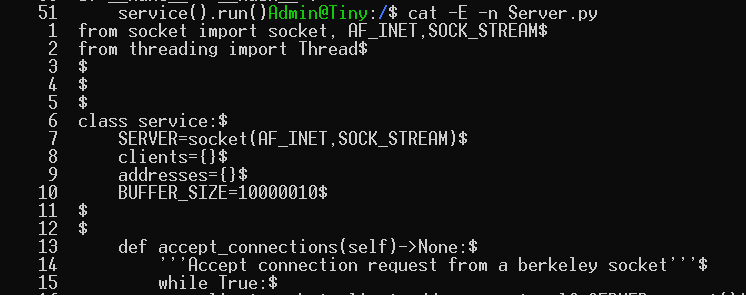 51 service().run()Admin@Tiny:/$ cat -E -n Server.py
1 from socket import socket, AF_INET,SOCK_STREAM$
2 from threading import Thread$
3 $
4 $
5 $
6 class service:$
7 SERVER=socket(AF_INET,SOCK_STREAM)$
8 clients={}$
9 addresses={}$
10 BUFFER_SIZE=10000010$
11 $
12 $
13 def accept_connections(self)->None:$
14 '''Accept connection request from a berkeley socket'''$
15 while True:$